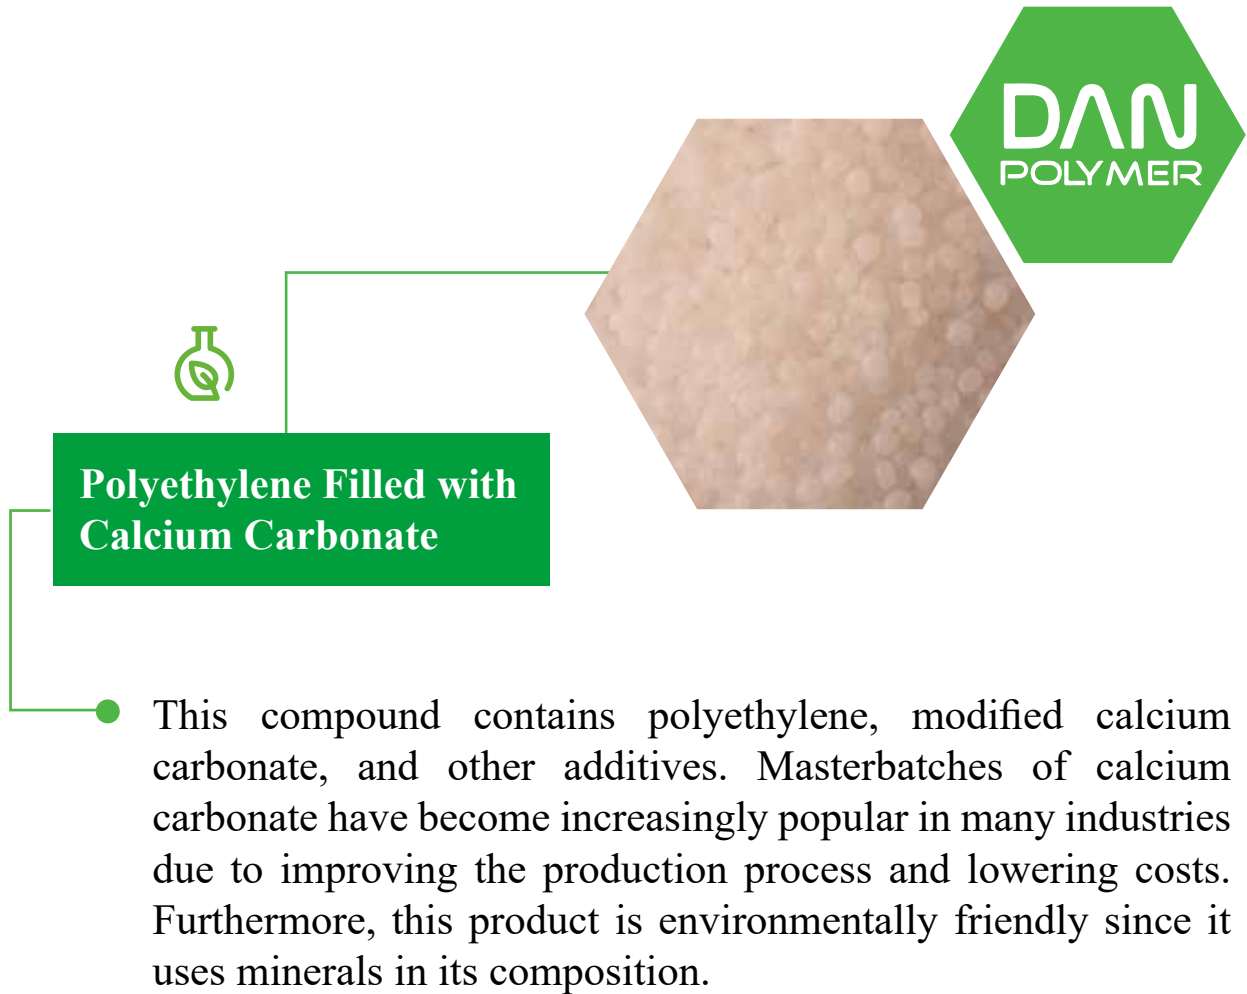 DAN
POLYMER
Polyethylene Filled with
Calcium Carbonate
This compound contains polyethylene, modified calcium
carbonate, and other additives. Masterbatches of calcium
carbonate have become increasingly popular in many industries
due to improving the production process and lowering costs.
Furthermore, this product is environmentally friendly since it
uses minerals in its composition.